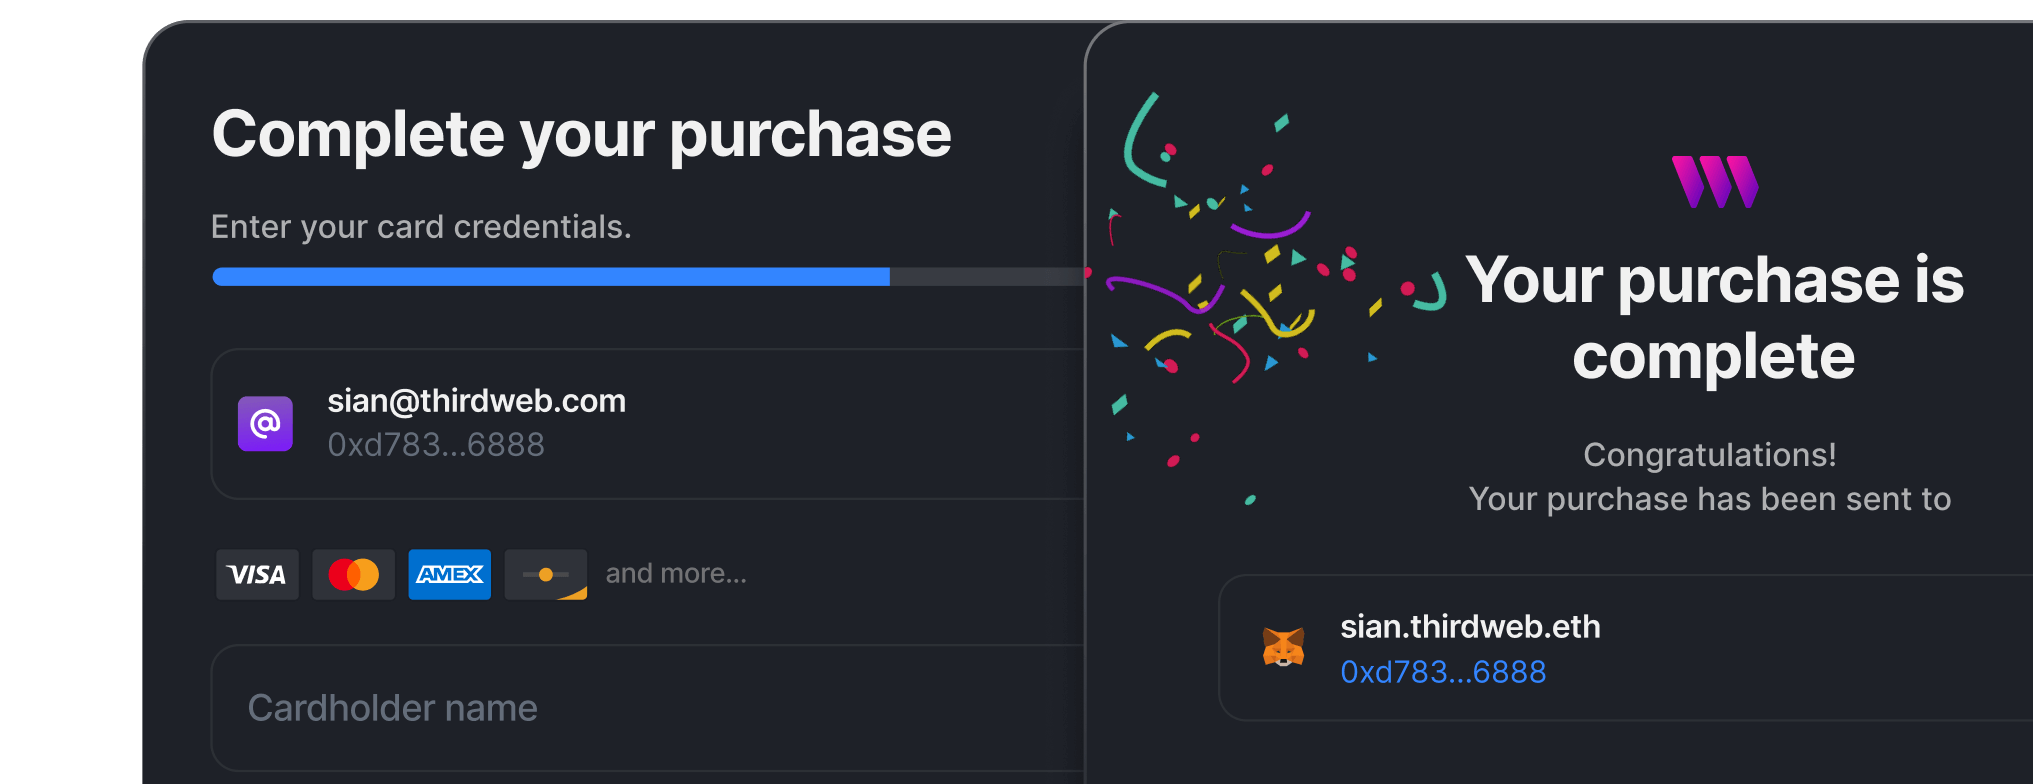 Complete your purchase
Enter your card credentials.
@
sian@thirdweb.com
0xd783...6888
VISA
AMEX
and more...
Cardholder name
Your purchase is
complete
Congratulations!
Your purchase has been sent to
sian.thirdweb.eth
0xd783...6888